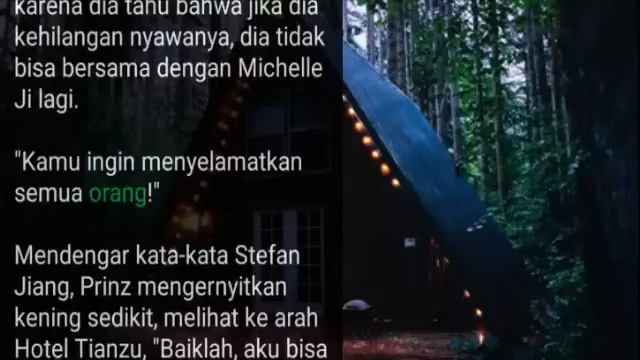 karena dia tahu bahwa jika dia
kehilangan nyawanya, dia tidak
bisa bersama dengan Michelle
Ji lagi.
"Kamu ingin menyelamatkan
semua orang!"
Mendengar kata-kata Stefan
Jiang, Prinz mengernyitkan
kening sedikit, melihat ke arah
Hotel Tianzu, "Baiklah, aku bisa